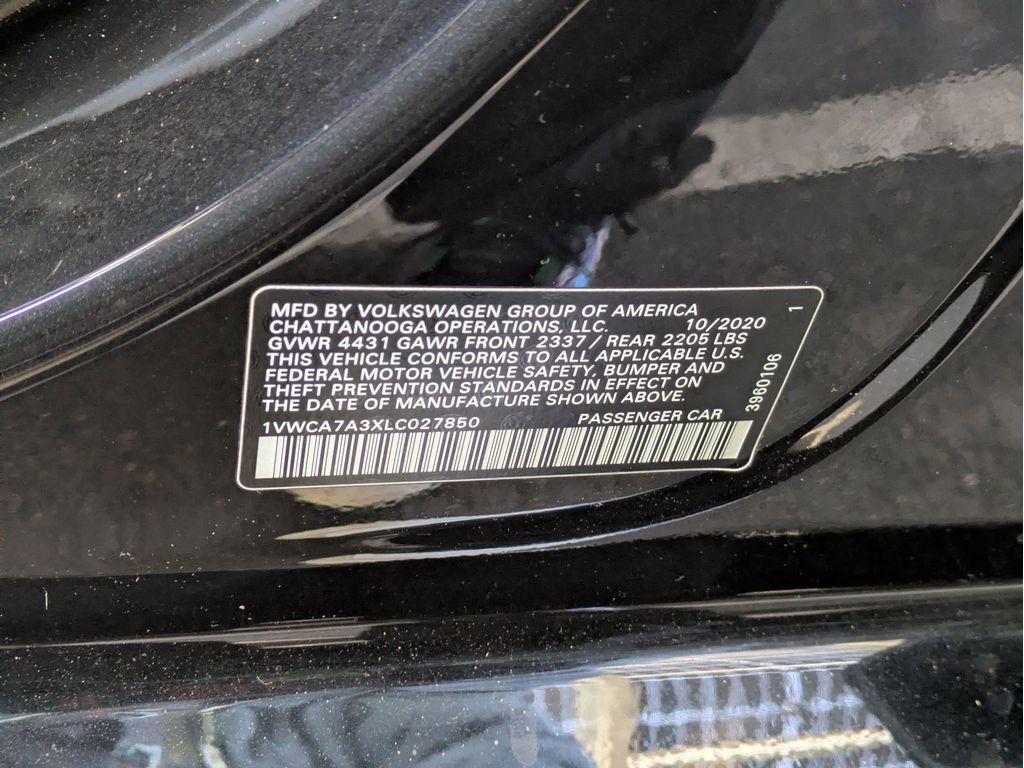 MFD BY VOLKSWAGEN GROUP OF AMERICA
CHATTANOOGA OPERATIONS, LLC. 10/2020
GVWR 4431 GAWR FRONT 2337 / REAR 2205 LBS
THIS VEHICLE CONFORMS TO ALL APPLICABLE U.S.
FEDERAL MOTOR VEHICLE SAFETY, BUMPER AND
THEFT PREVENTION STANDARDS IN EFFECT ON
THE DATE OF MANUFACTURE SHOWN ABOVE.
1VWCA7A3XLC027850 PASSENGER CAR
3960106 1